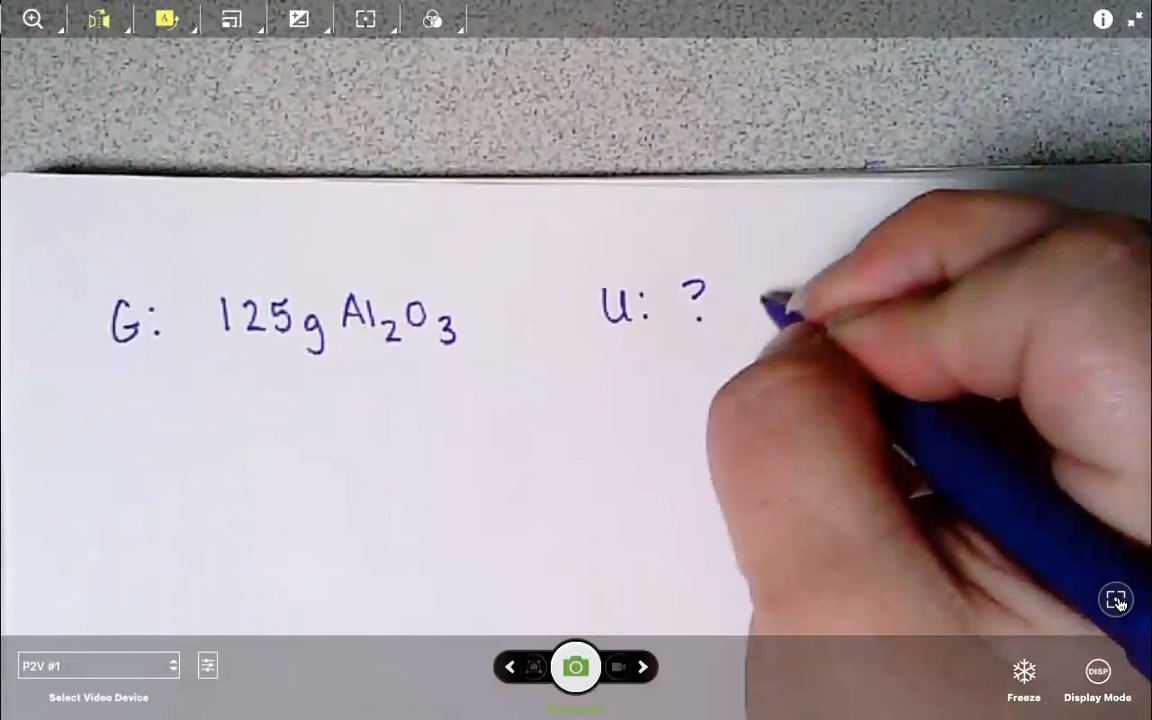 G: 125g Al₂O₃ U: ?
P2V #1
Select Video Device
Freeze
DISP
Display Mode